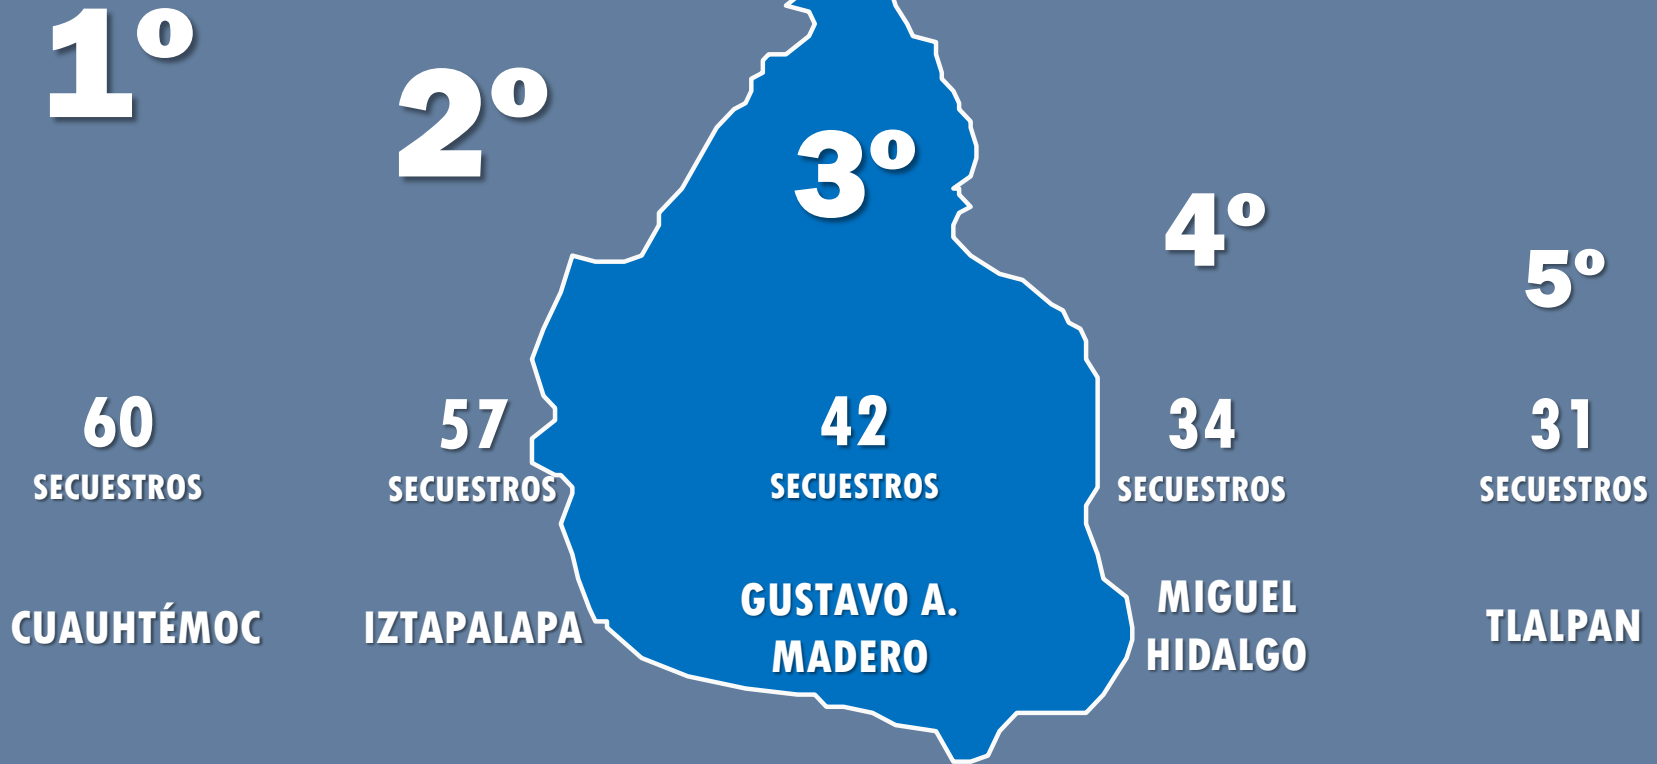 1º
60
SECUESTROS
CUAUHTÉMOC
2º
57
SECUESTROS
IZTAPALAPA
3º
42
SECUESTROS
GUSTAVO A.
MADERO
4º
34
SECUESTROS
MIGUEL
HIDALGO
5º
31
SECUESTROS
TLALPAN